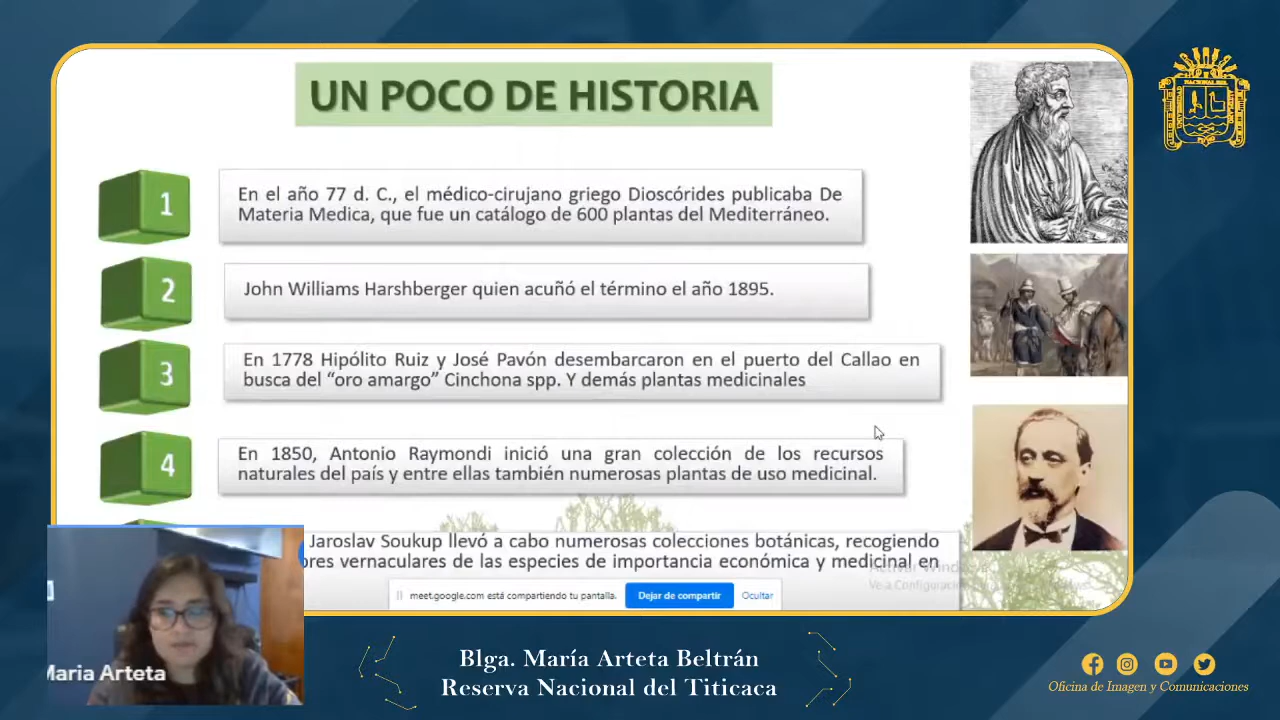 UN POCO DE HISTORIA
1
En el año 77 d. C., el médico-cirujano griego Dioscórides publicaba De
Materia Medica, que fue un catálogo de 600 plantas del Mediterráneo.
2
John Williams Harshberger quien acuñó el término el año 1895.
3
En 1778 Hipólito Ruiz y José Pavón desembarcaron en el puerto del Callao en
busca del "oro amargo" Cinchona spp. Y demás plantas medicinales
4
En 1850, Antonio Raymondi inició una gran colección de los recursos
naturales del país y entre ellas también numerosas plantas de uso medicinal.
Jaroslav Soukup llevó a cabo numerosas colecciones botánicas, recogiendo
vernaculares de las especies de importancia económica y medicinal en
meet.google.com está compartiendo tu pantalla. Dejar de compartir Ocultar
Maria Arteta
Blga. María Arteta Beltrán
Reserva Nacional del Titicaca
Oficina de Imagen y Comunicaciones